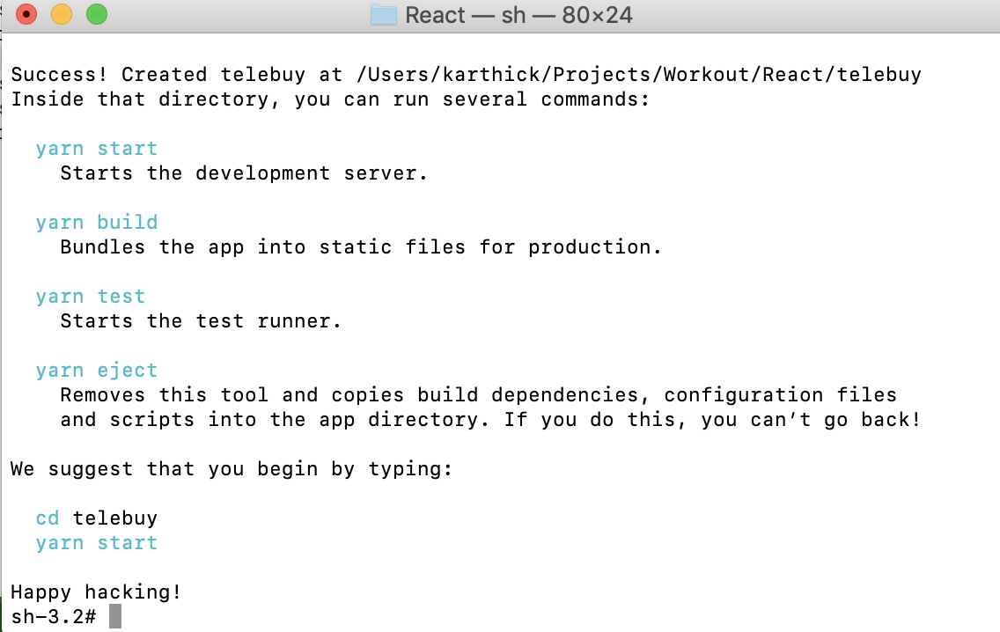 React — sh — 80×24
Success! Created telebuy at /Users/karthick/Projects/Workout/React/telebuy
Inside that directory, you can run several commands:
yarn start
Starts the development server.
yarn build
Bundles the app into static files for production.
yarn test
Starts the test runner.
yarn eject
Removes this tool and copies build dependencies, configuration files
and scripts into the app directory. If you do this, you can’t go back!
We suggest that you begin by typing:
cd telebuy
yarn start
Happy hacking!
sh-3.2#